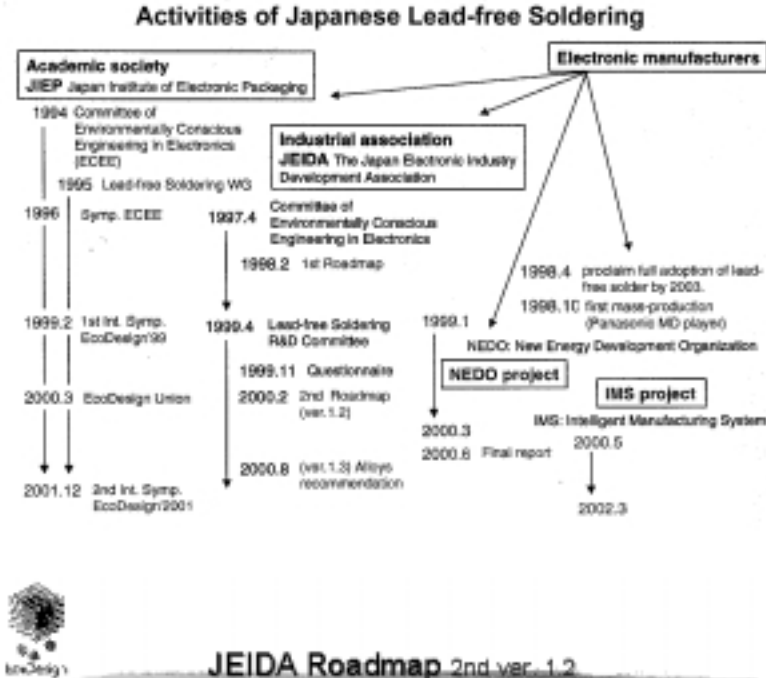 Activities of Japanese Lead-free Soldering
Electronic manufacturers
Academic society
JIEP Japan Institute of Electronic Packaging
1994 Committee of
Environmentally Conscious
Engineering in Electronics
(ECEE)
1995 Lead-free Soldering WG
1996 Symp. ECEE
1999.2 1st Int. Symp.
EcoDesign'99
2000.3 EcoDesign Union
2001.12 2nd Int. Symp.
EcoDesign'2001
Industrial association
JEIDA The Japan Electronic Industry
Development Association
1997.4 Committee of
Environmentally Conscious
Engineering in Electronics
1998.2 1st Roadmap
1999.4 Lead-free Soldering
R&D Committee
1999.11 Questionnaire
2000.2 2nd Roadmap
(ver.1.2)
2000.8 (ver.1.3) Alloys
recommendation
1998.4 proclaim full adoption of lead-
free solder by 2003.
1998.10 first mass-production
(Panasonic MD player)
1999.1
NEDO: New Energy Development Organization
NEDO project
2000.3
2000.6 Final report
IMS project
IMS: Intelligent Manufacturing System
2000.5
2002.3
EcoDesign
JEIDA Roadmap 2nd ver. 1.2